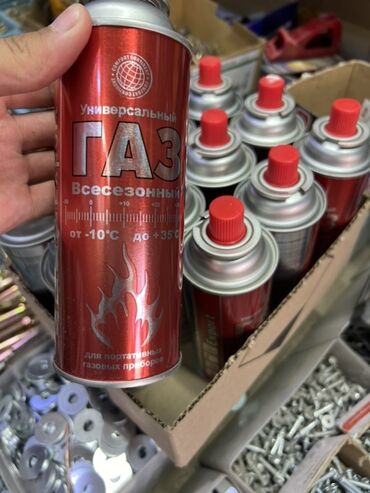 Универсальный
ГАЗ
Всесезонный
от -10°C до +35°C
для портативных
газовых приборов